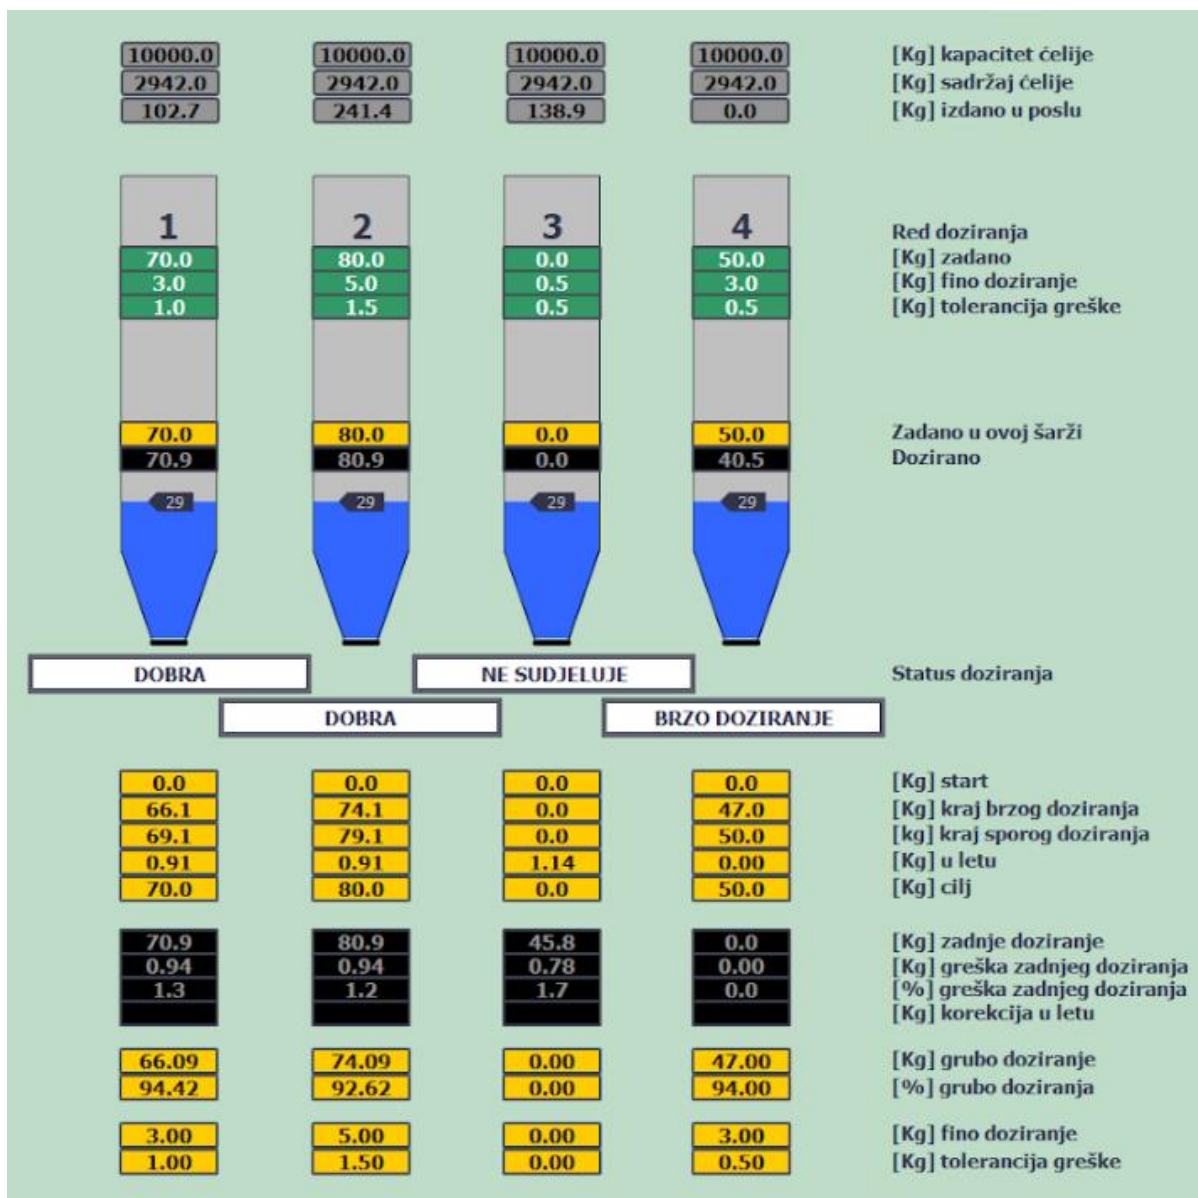 10000.0 10000.0 10000.0 10000.0 [Kg] kapacitet ćelije
2942.0 2942.0 2942.0 2942.0 [Kg] sadržaj ćelije
102.7 241.4 138.9 0.0 [Kg] izdano u poslu
1 2 3 4 Red doziranja
70.0 80.0 0.0 50.0 [Kg] zadano
3.0 5.0 0.5 3.0 [Kg] fino doziranje
1.0 1.5 0.5 0.5 [Kg] tolerancija greške
70.0 80.0 0.0 50.0 Zadano u ovoj šarži
70.9 80.9 0.0 40.5 Dozirano
29 29 29 29
DOBRA NE SUDJELUJE Status doziranja
DOBRA BRZO DOZIRANJE
0.0 0.0 0.0 0.0 [Kg] start
66.1 74.1 0.0 47.0 [Kg] kraj brzog doziranja
69.1 79.1 0.0 50.0 [kg] kraj sporog doziranja
0.91 0.91 1.14 0.00 [Kg] u letu
70.0 80.0 0.0 50.0 [Kg] cilj
70.9 80.9 45.8 0.0 [Kg] zadnje doziranje
0.94 0.94 0.78 0.00 [Kg] greška zadnjeg doziranja
1.3 1.2 1.7 0.0 [%] greška zadnjeg doziranja
[Kg] korekcija u letu
66.09 74.09 0.00 47.00 [Kg] grubo doziranje
94.42 92.62 0.00 94.00 [%] grubo doziranja
3.00 5.00 0.00 3.00 [Kg] fino doziranje
1.00 1.50 0.00 0.50 [Kg] tolerancija greške